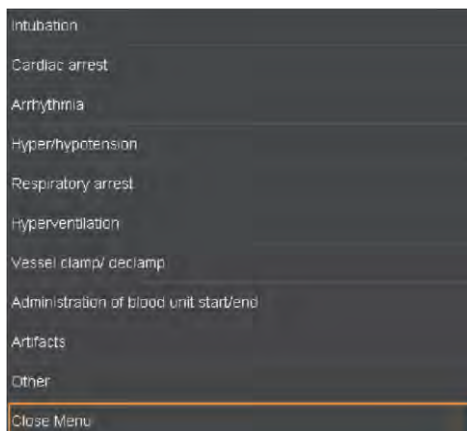 Intubation
Cardiac arrest
Arrhythmia
Hyper/hypotension
Respiratory arrest
Hyperventilation
Vessel clamp/ declamp
Administration of blood unit start/end
Artifacts
Other
Close Menu